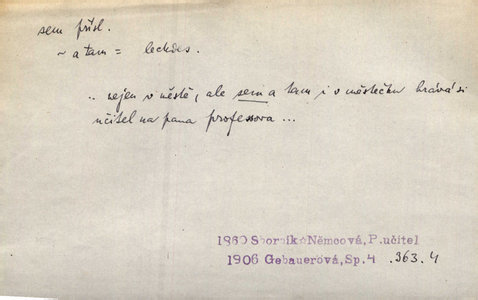 sem přísl.
~ a tam = leckdes.
.. nejen v městě, ale sem a tam i v městečku hrává si
učitel na pana professora ...
1860 Sborník☆Němcová, P.učitel
1906 Gebauerová, Sp.4 .363.4